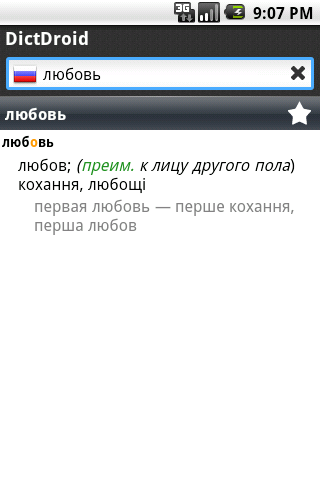 3G 9:07 PM
DictDroid
любовь
любовь
любовь
любов; (преим. к лицу другого пола)
кохання, любощі
первая любовь — перше кохання,
перша любов